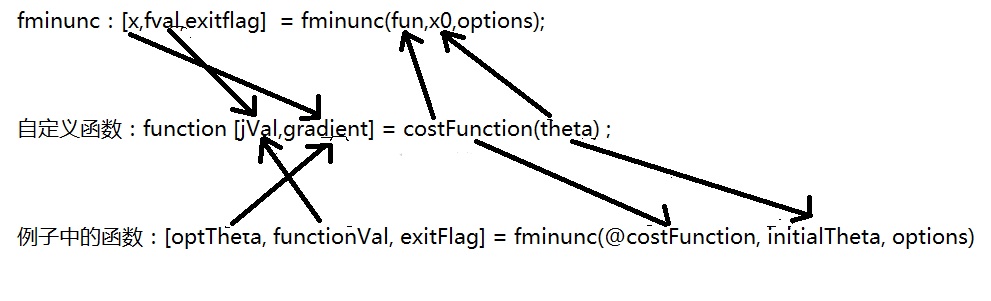 fminunc : [x,fval,exitflag] = fminunc(fun,x0,options);
自定义函数 : function [jVal,gradient] = costFunction(theta) ;
例子中的函数 : [optTheta, functionVal, exitFlag] = fminunc(@costFunction, initialTheta, options)